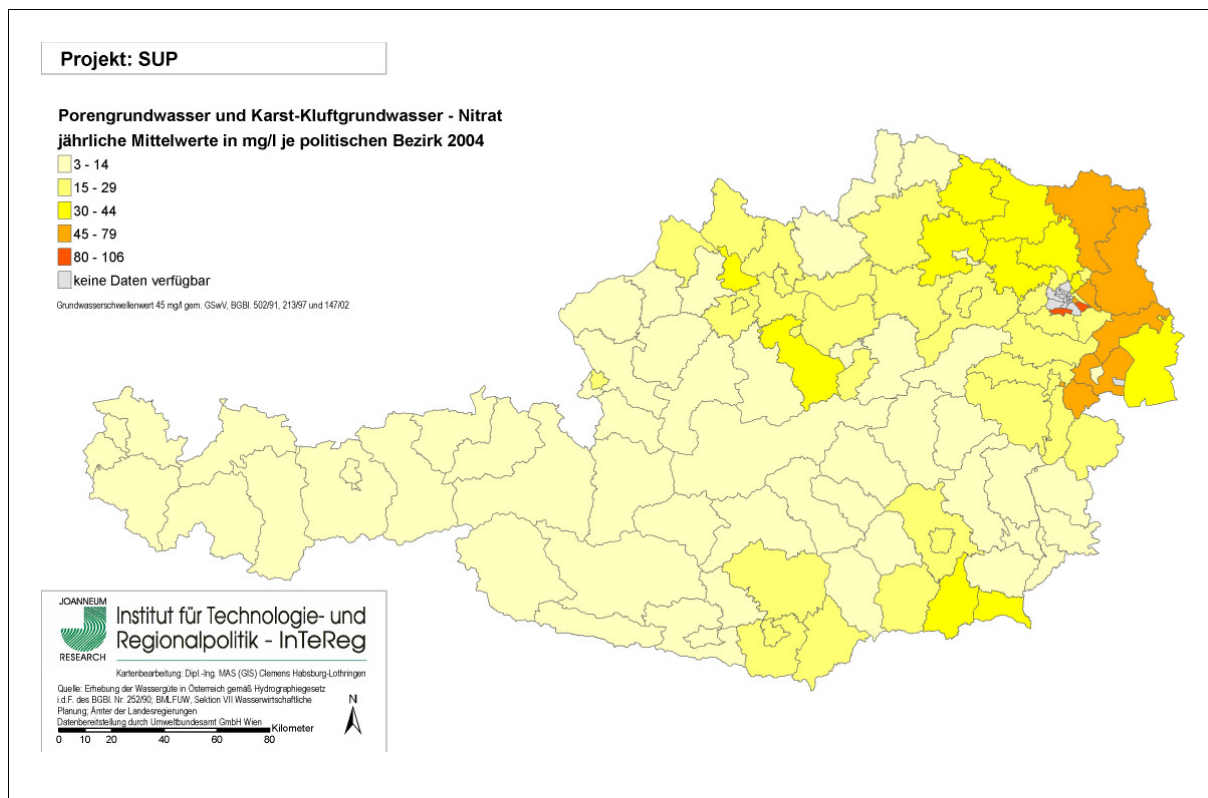 Projekt: SUP
Porengrundwasser und Karst-Kluftgrundwasser - Nitrat
jährliche Mittelwerte in mg/l je politischen Bezirk 2004
3 - 14
15 - 29
30 - 44
45 - 79
80 - 106
keine Daten verfügbar
Grundwasserschwellenwert 45 mg/l gem. GSwV, BGBl. 502/91, 213/97 und 147/02
JOANNEUM
RESEARCH
Institut für Technologie- und
Regionalpolitik - InTeReg
Kartenbearbeitung: Dipl.-Ing. MAS (GIS) Clemens Habsburg-Lothringen
Quelle: Erhebung der Wassergüte in Österreich gemäß Hydrographiegesetz
i.d.F. des BGBl. Nr. 252/90; BMLFUW, Sektion VII Wasserwirtschaftliche
Planung; Ämter der Landesregierungen
Datenbereitstellung durch Umweltbundesamt GmbH Wien
N
Kilometer
0 10 20 40 60 80